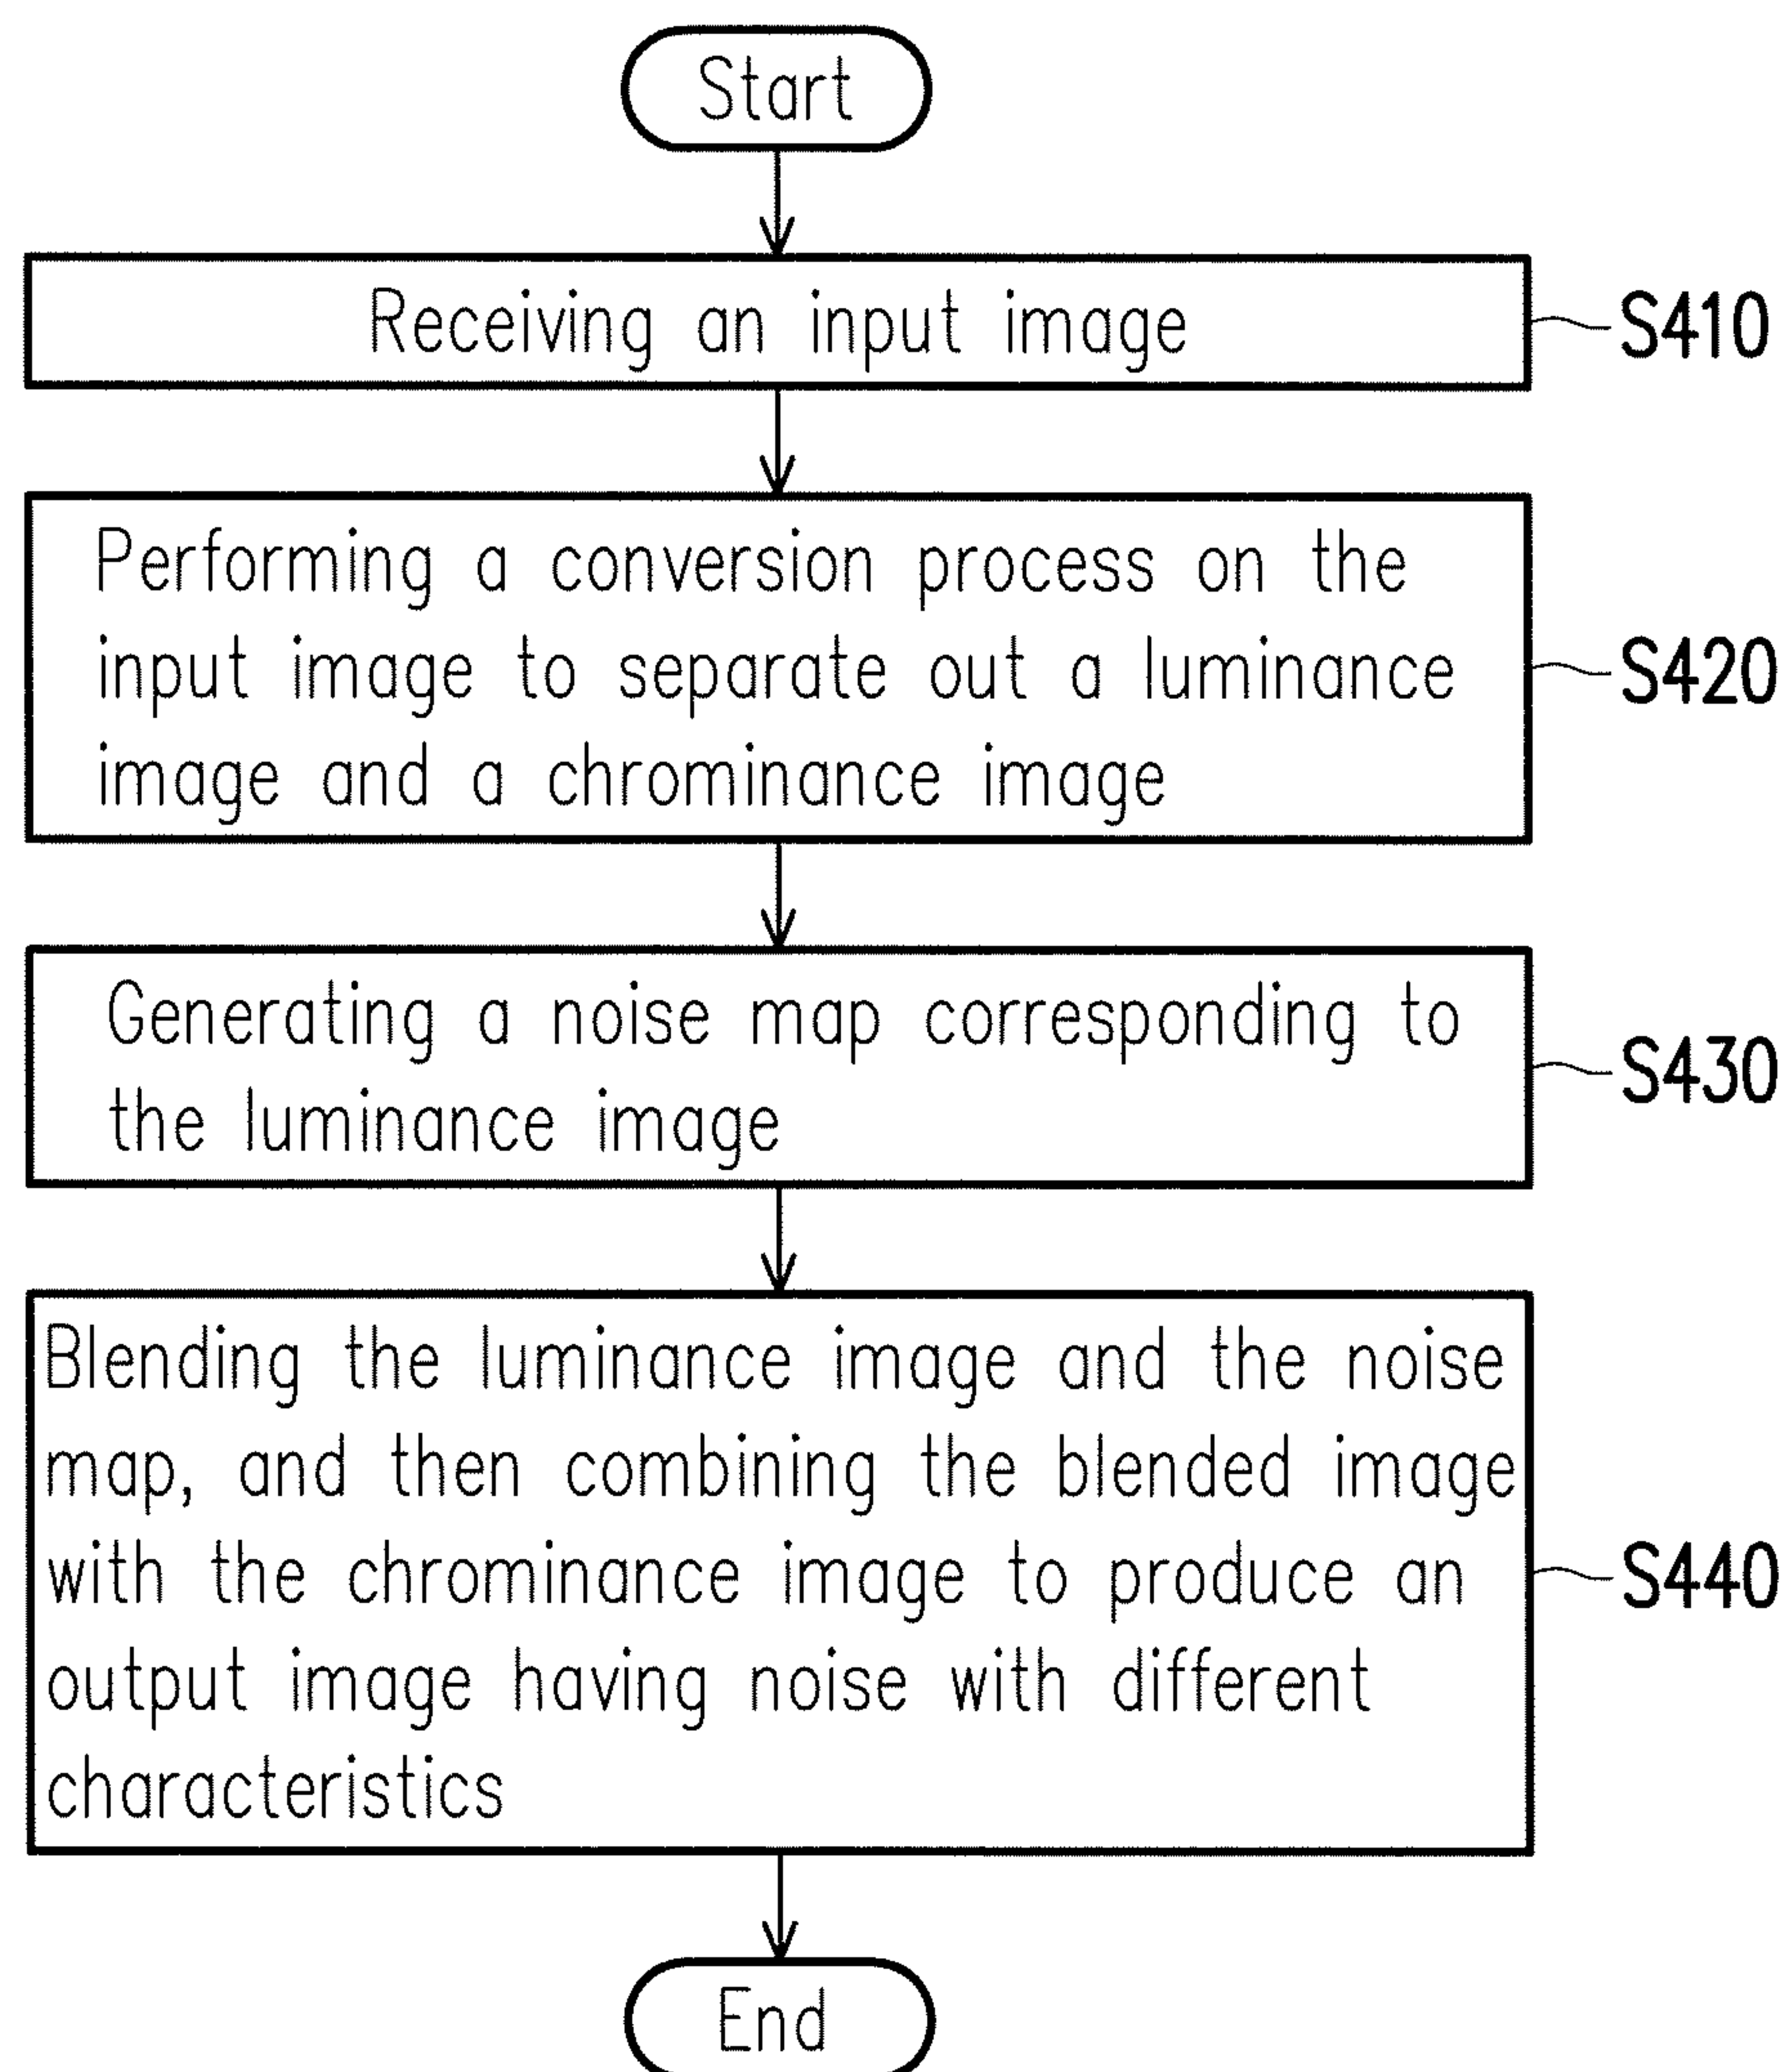 Start
Receiving an input image
S410
Performing a conversion process on the
input image to separate out a luminance
image and a chrominance image
S420
Generating a noise map corresponding to
the luminance image
S430
Blending the luminance image and the noise
map, and then combining the blended image
with the chrominance image to produce an
output image having noise with different
characteristics
S440
End